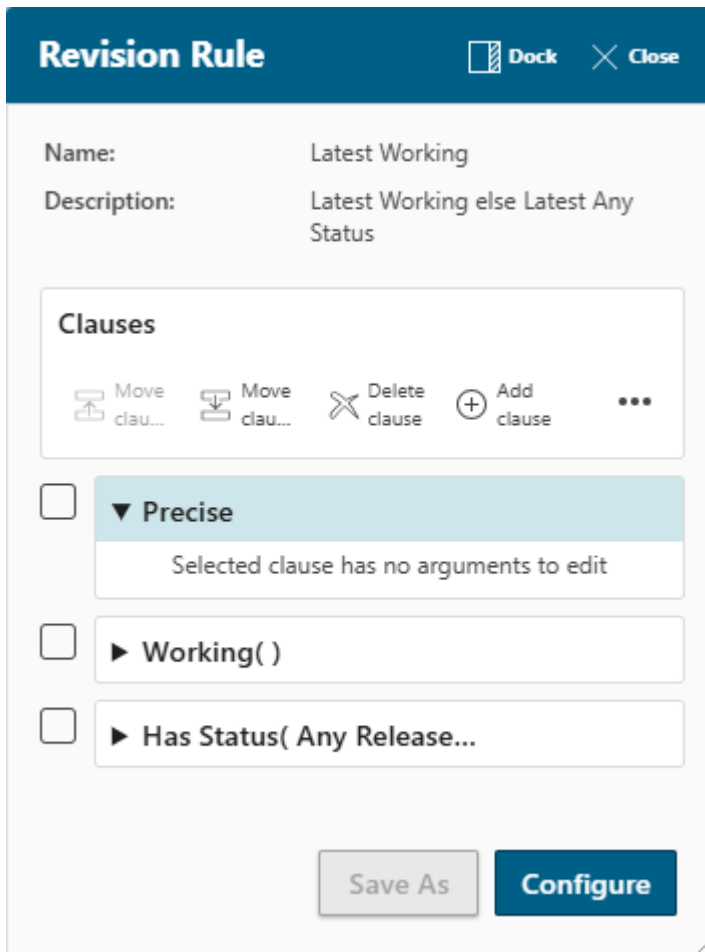 Revision Rule Dock Close
Name: Latest Working
Description: Latest Working else Latest Any
Status
Clauses
Move
clau...
Move
clau...
Delete
clause
Add
clause
•••
Precise
Selected clause has no arguments to edit
Working( )
Has Status( Any Release...
Save As Configure